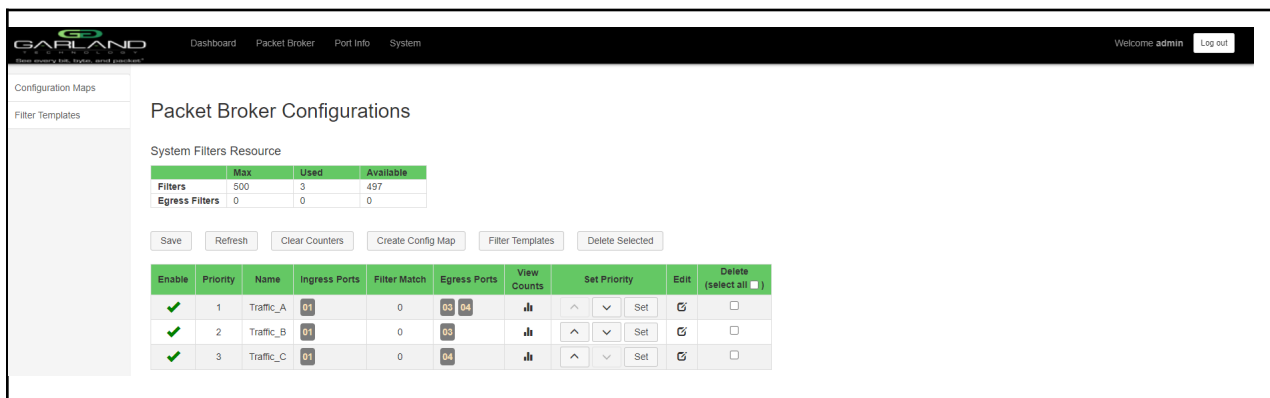 GARLAND
TECHNOLOGY
See every bit, byte, and packet®
Dashboard Packet Broker Port Info System
Welcome admin Log out
Configuration Maps
Filter Templates
Packet Broker Configurations
System Filters Resource
Max Used Available
Filters 500 3 497
Egress Filters 0 0 0
Save Refresh Clear Counters Create Config Map Filter Templates Delete Selected
Enable Priority Name Ingress Ports Filter Match Egress Ports View Counts Set Priority Edit Delete (select all )
1 Traffic_A 01 0 03 04 Set
2 Traffic_B 01 0 03 Set
3 Traffic_C 01 0 04 Set